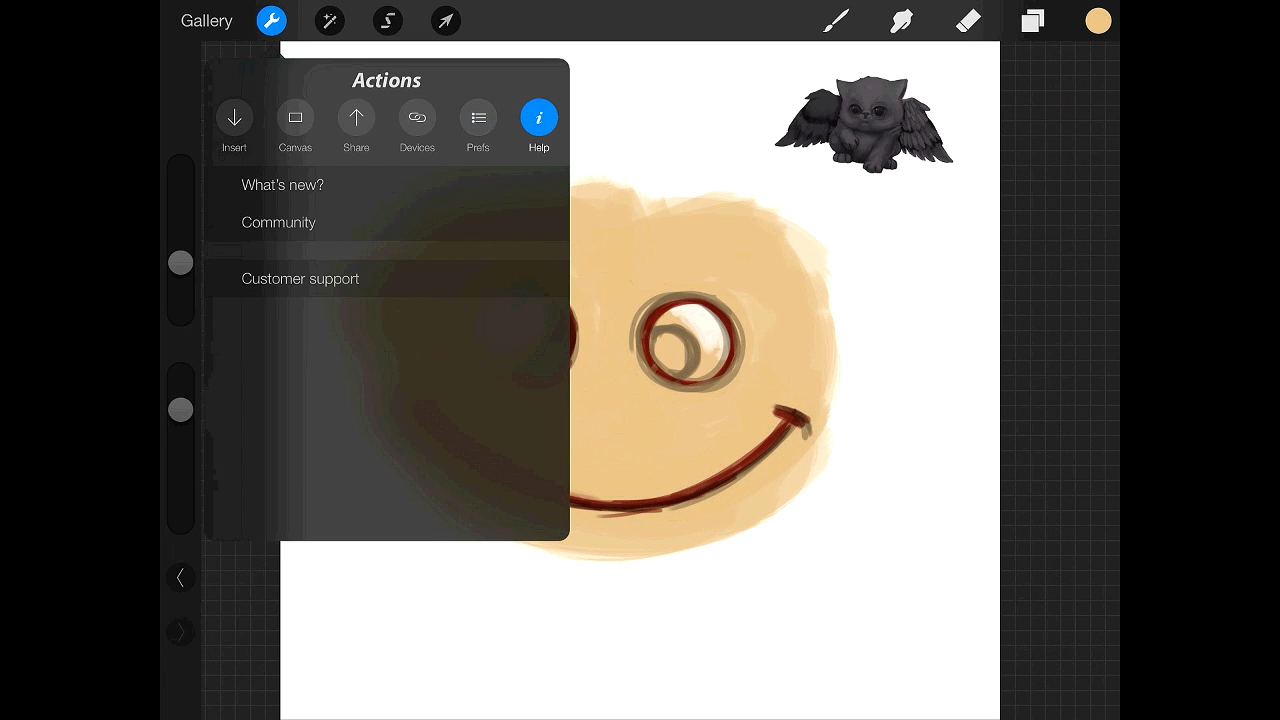 Gallery
Actions
Insert Canvas Share Devices Prefs Help
What's new?
Community
Customer support